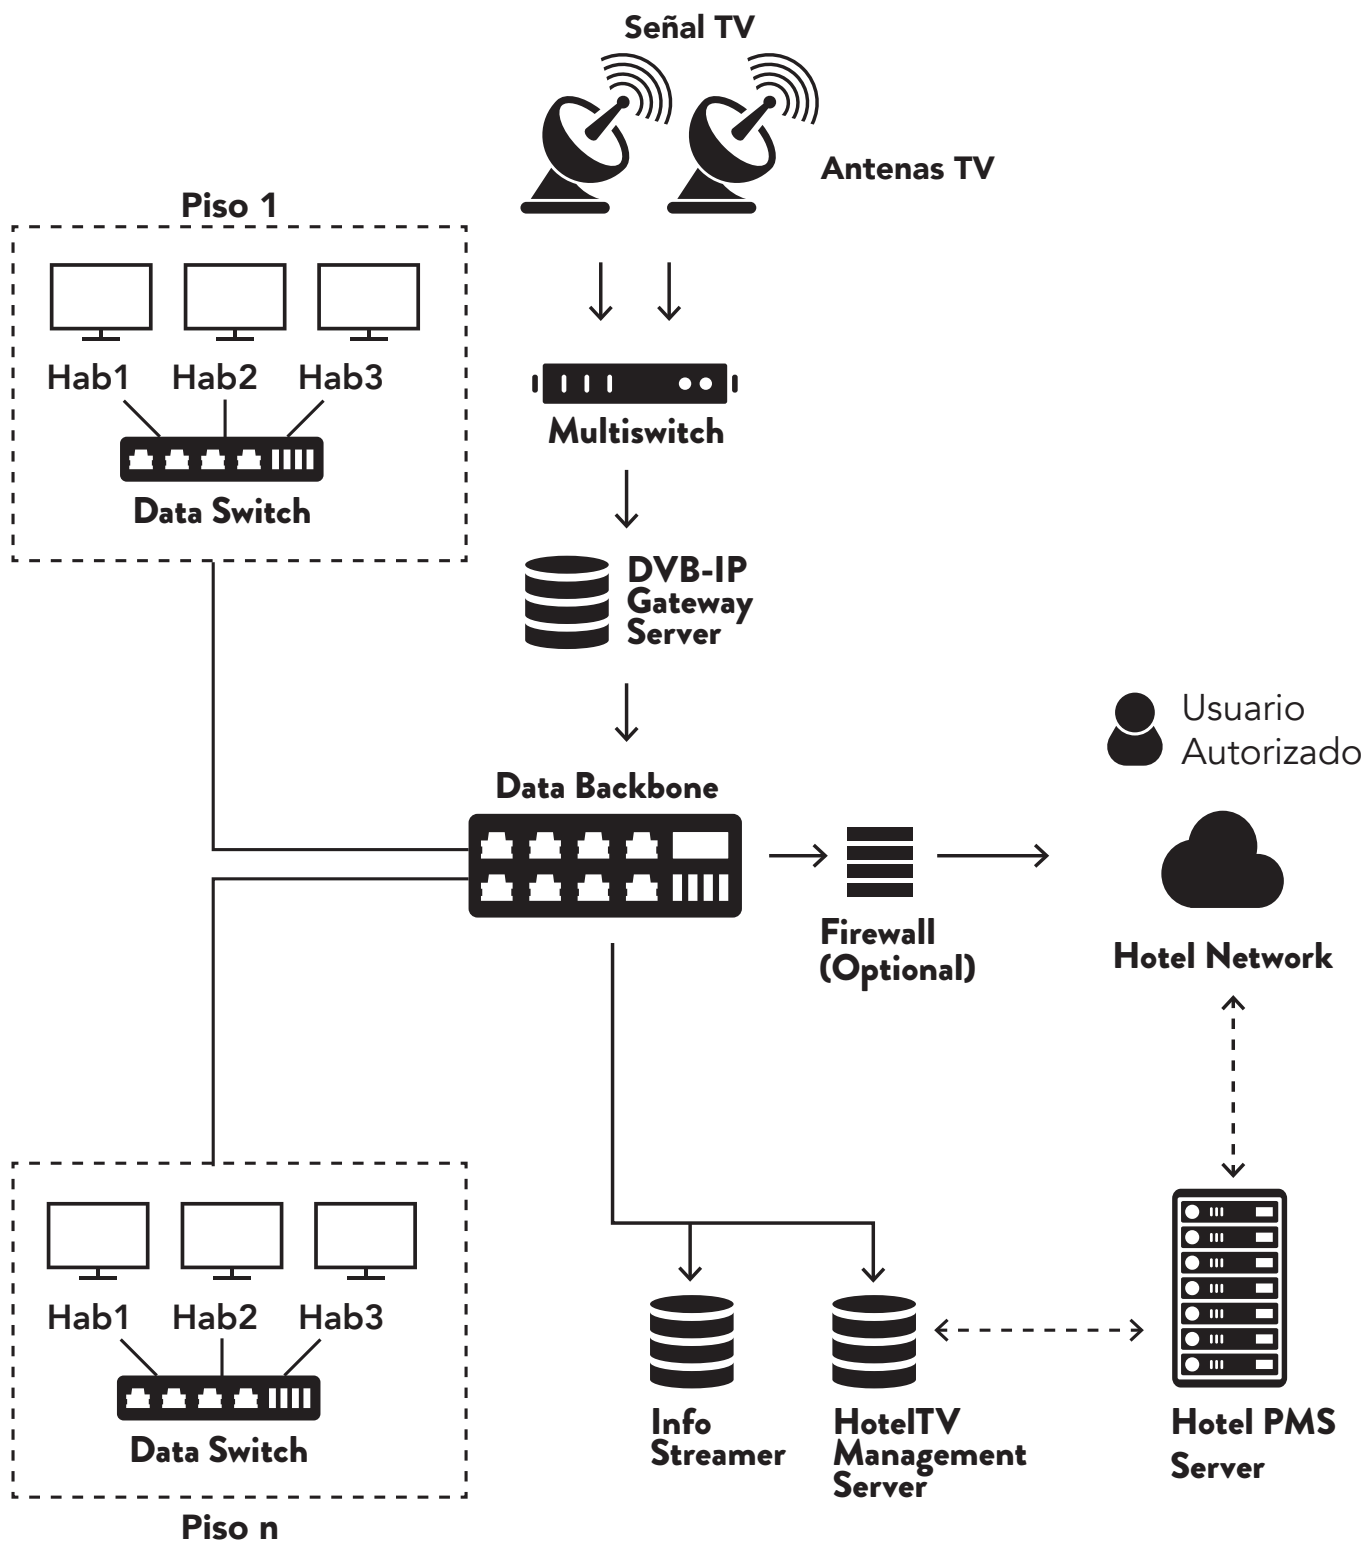 Señal TV
Antenas TV
Piso 1
Hab1 Hab2 Hab3
Data Switch
Multiswitch
DVB-IP
Gateway
Server
Usuario
Autorizado
Data Backbone
Firewall
(Optional)
Hotel Network
Hab1 Hab2 Hab3
Data Switch
Piso n
Info
Streamer
HotelTV
Management
Server
Hotel PMS
Server